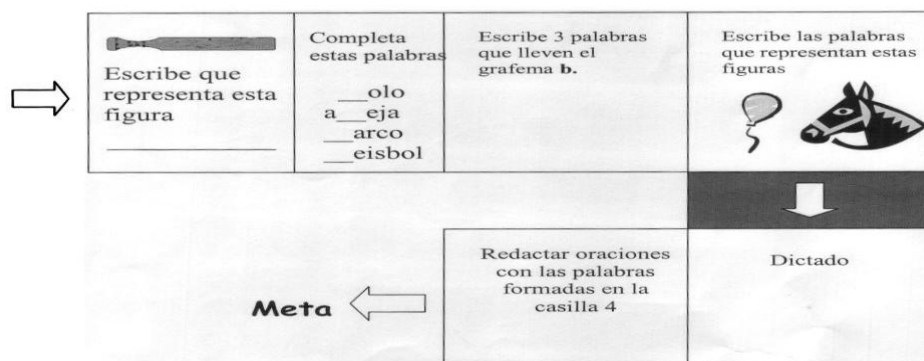 Escribe que
representa esta
figura
Completa
estas palabras
__olo
a__eja
__arco
__eisbol
Escribe 3 palabras
que lleven el
grafema b.
Escribe las palabras
que representan estas
figuras
Dictado
Redactar oraciones
con las palabras
formadas en la
casilla 4
Meta